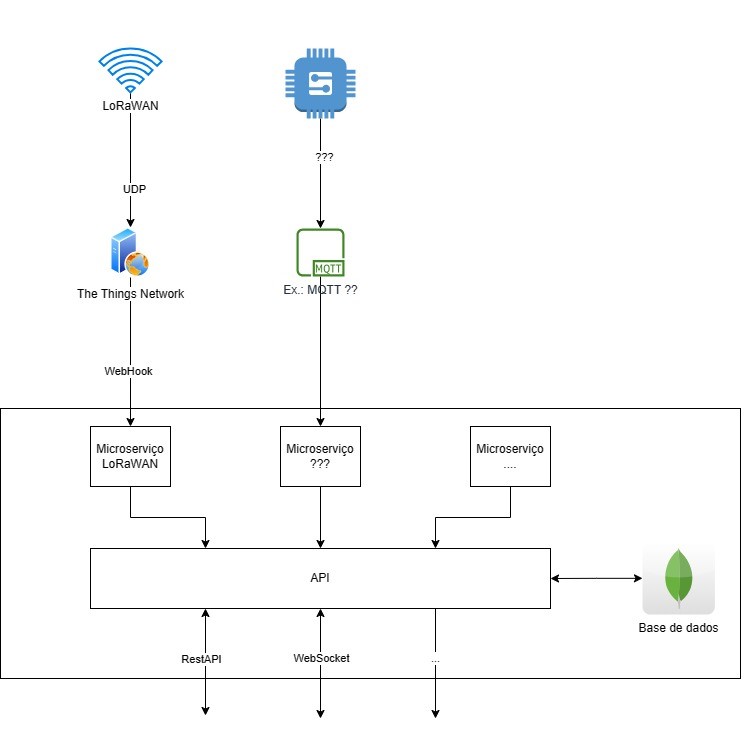 LoRaWAN
???
UDP
MQTT
The Things Network
Ex.: MQTT ??
WebHook
Microserviço
LoRaWAN
Microserviço
???
Microserviço
....
API
Base de dados
RestAPI
WebSocket
...